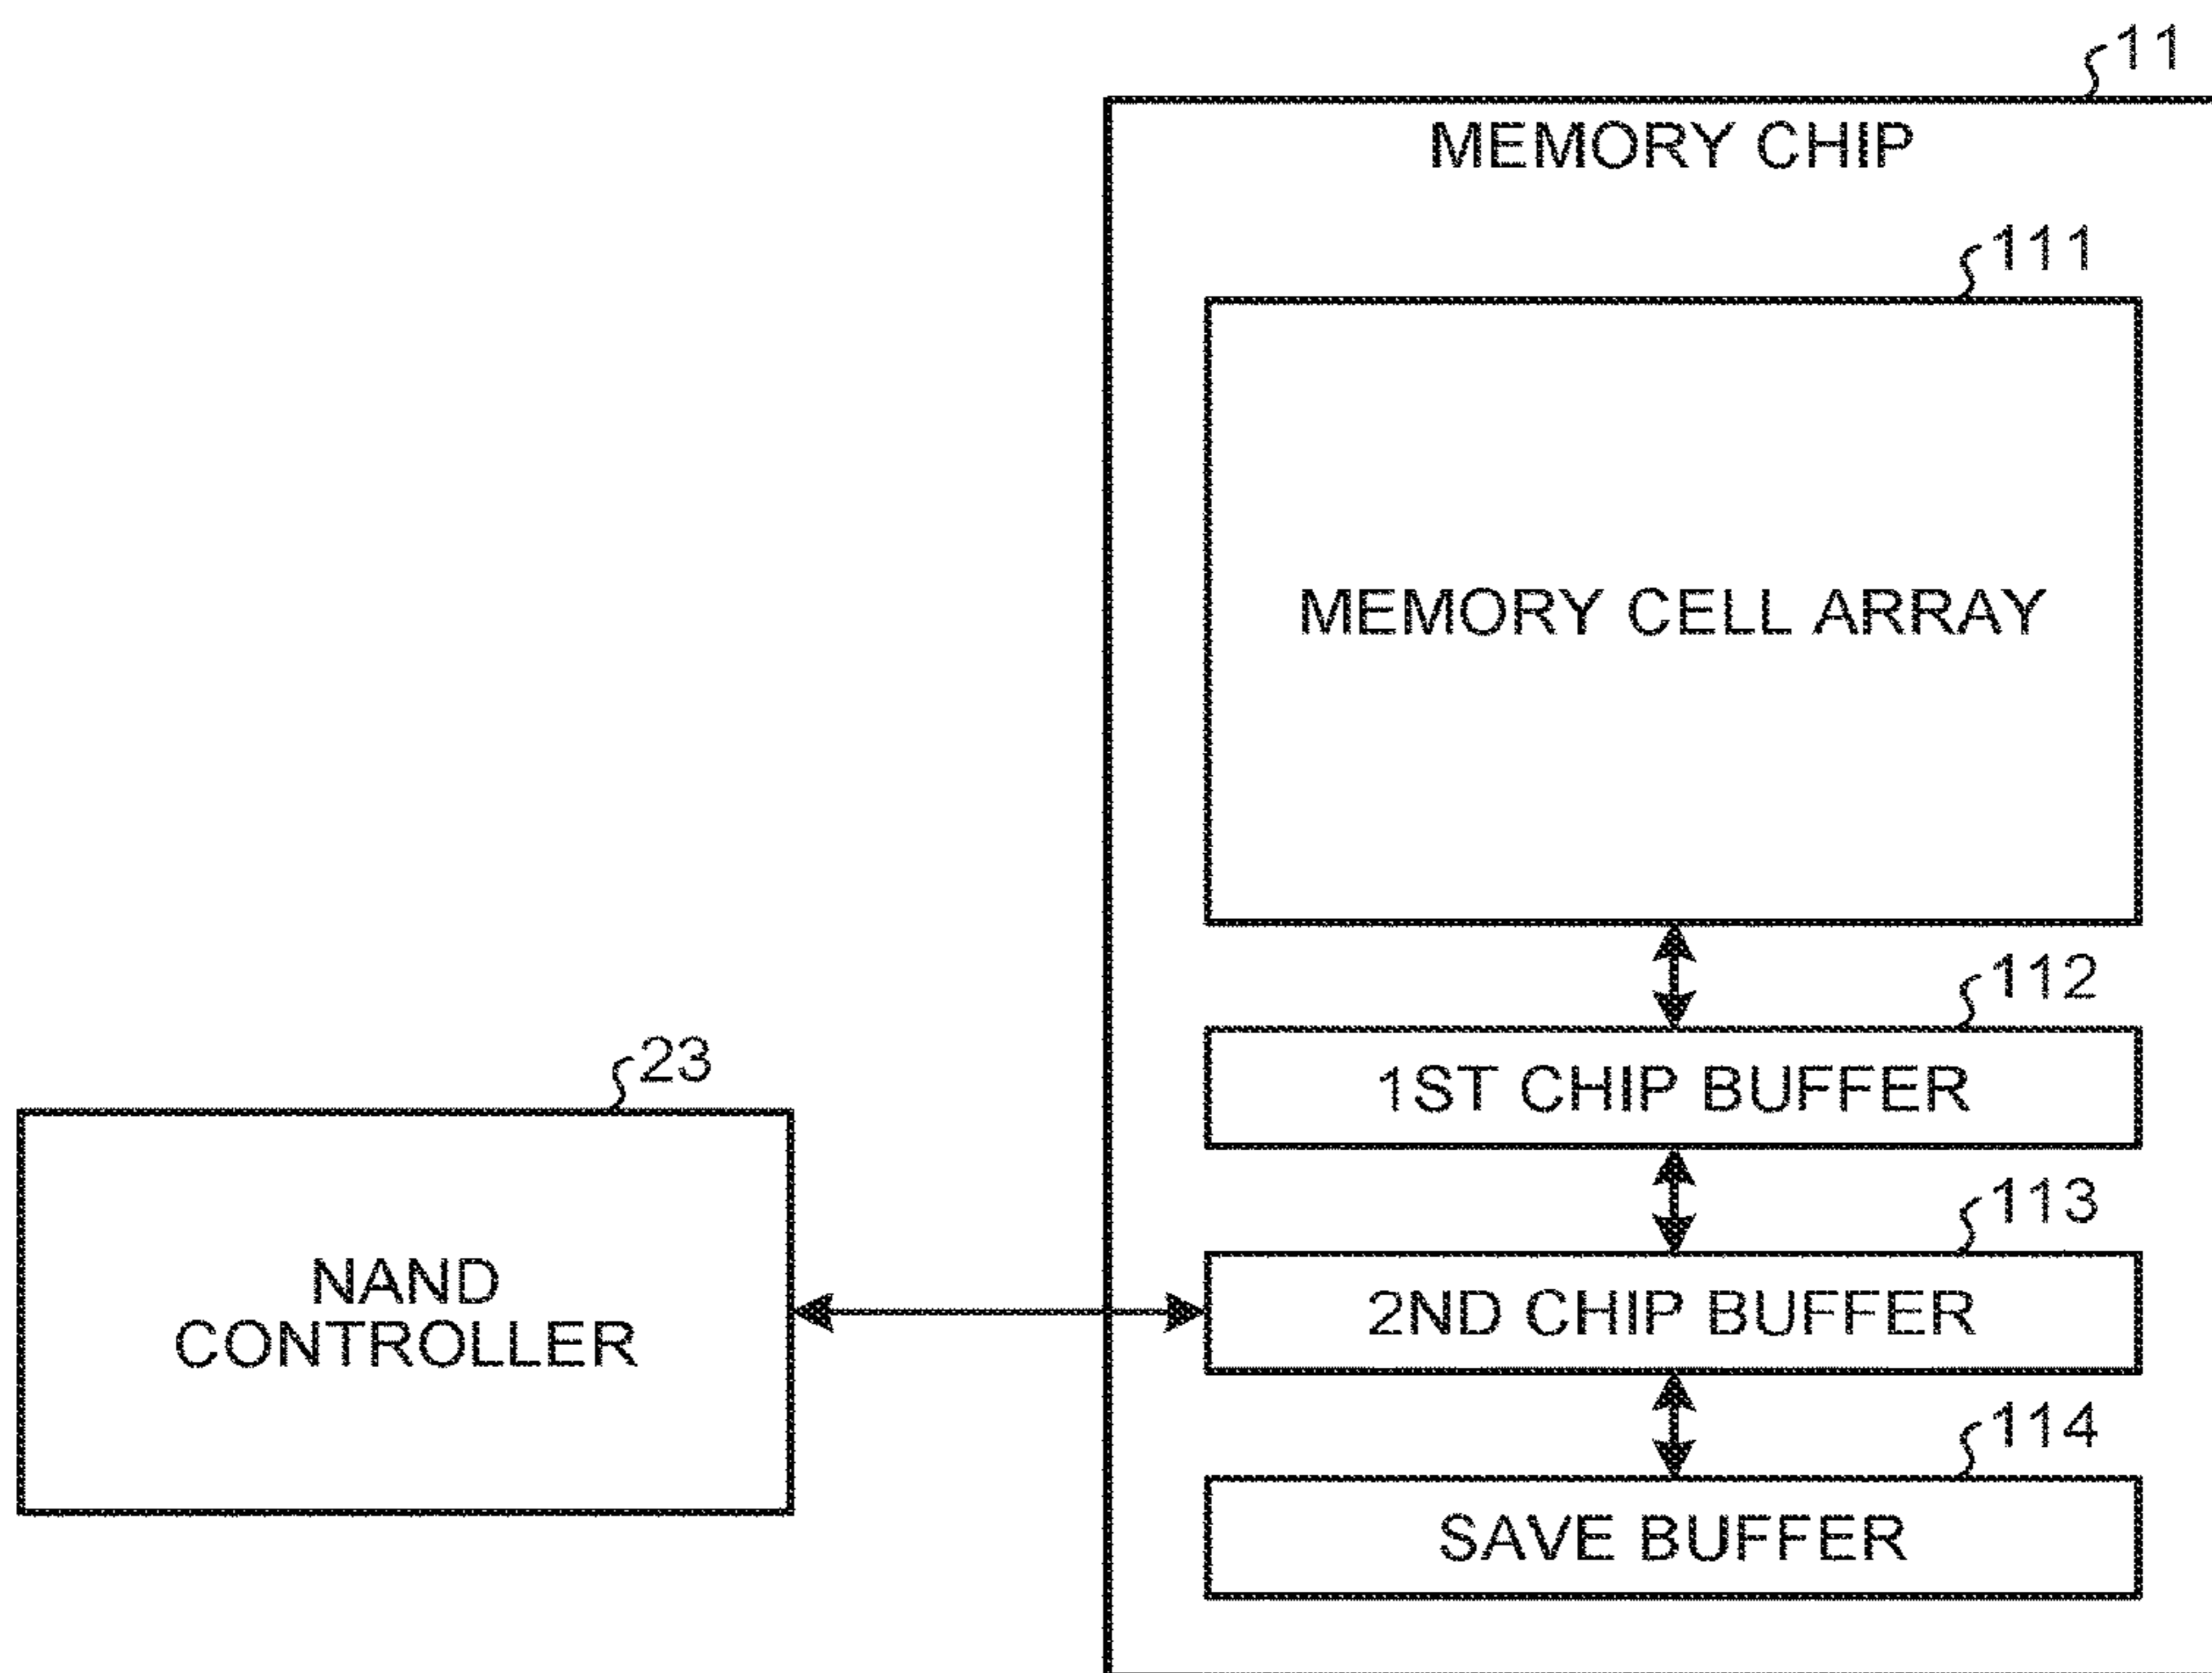 11
MEMORY CHIP
111
MEMORY CELL ARRAY
112
1ST CHIP BUFFER
23
113
NAND
CONTROLLER
2ND CHIP BUFFER
114
SAVE BUFFER